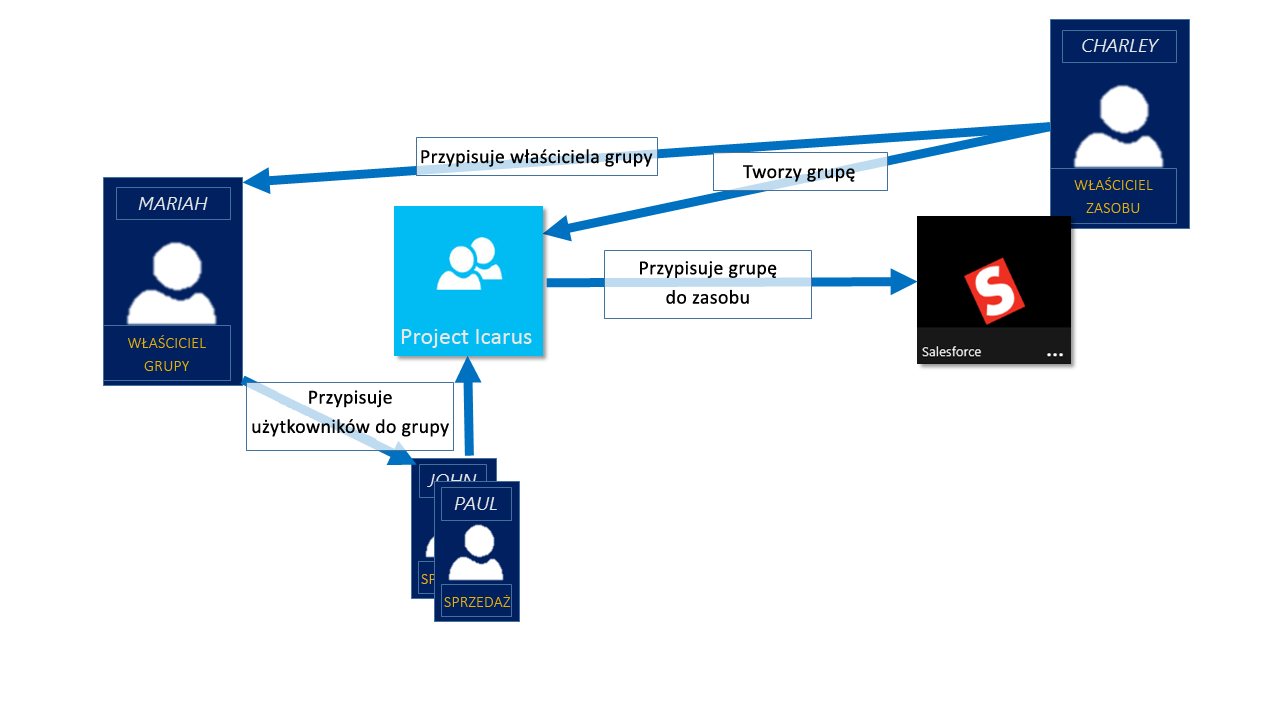 CHARLEY
WŁAŚCICIEL
ZASOBU
Przypisuje właściciela grupy
Tworzy grupę
MARIAH
WŁAŚCICIEL
GRUPY
Project Icarus
Przypisuje grupę
do zasobu
Salesforce
Przypisuje
użytkowników do grupy
JOHN
PAUL
SPRZEDAŻ